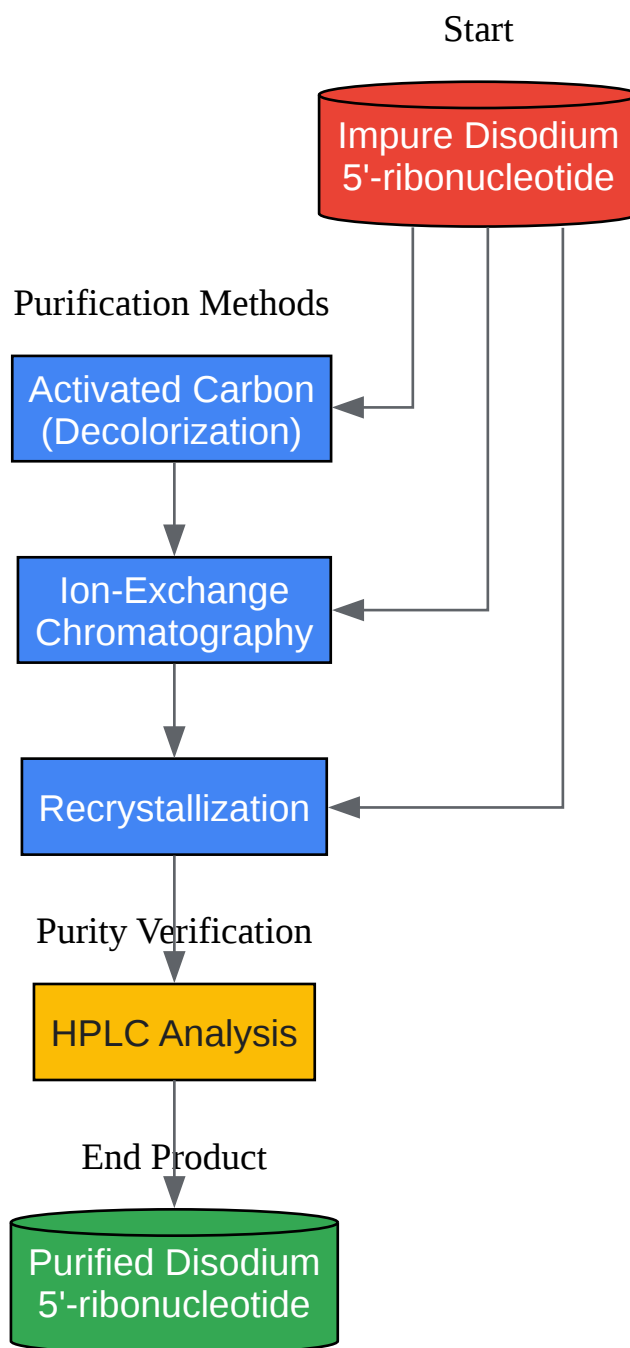 Start
Impure Disodium
5'-ribonucleotide
Purification Methods
Activated Carbon
(Decolorization)
Ion-Exchange
Chromatography
Recrystallization
Purity Verification
HPLC Analysis
End Product
Purified Disodium
5'-ribonucleotide